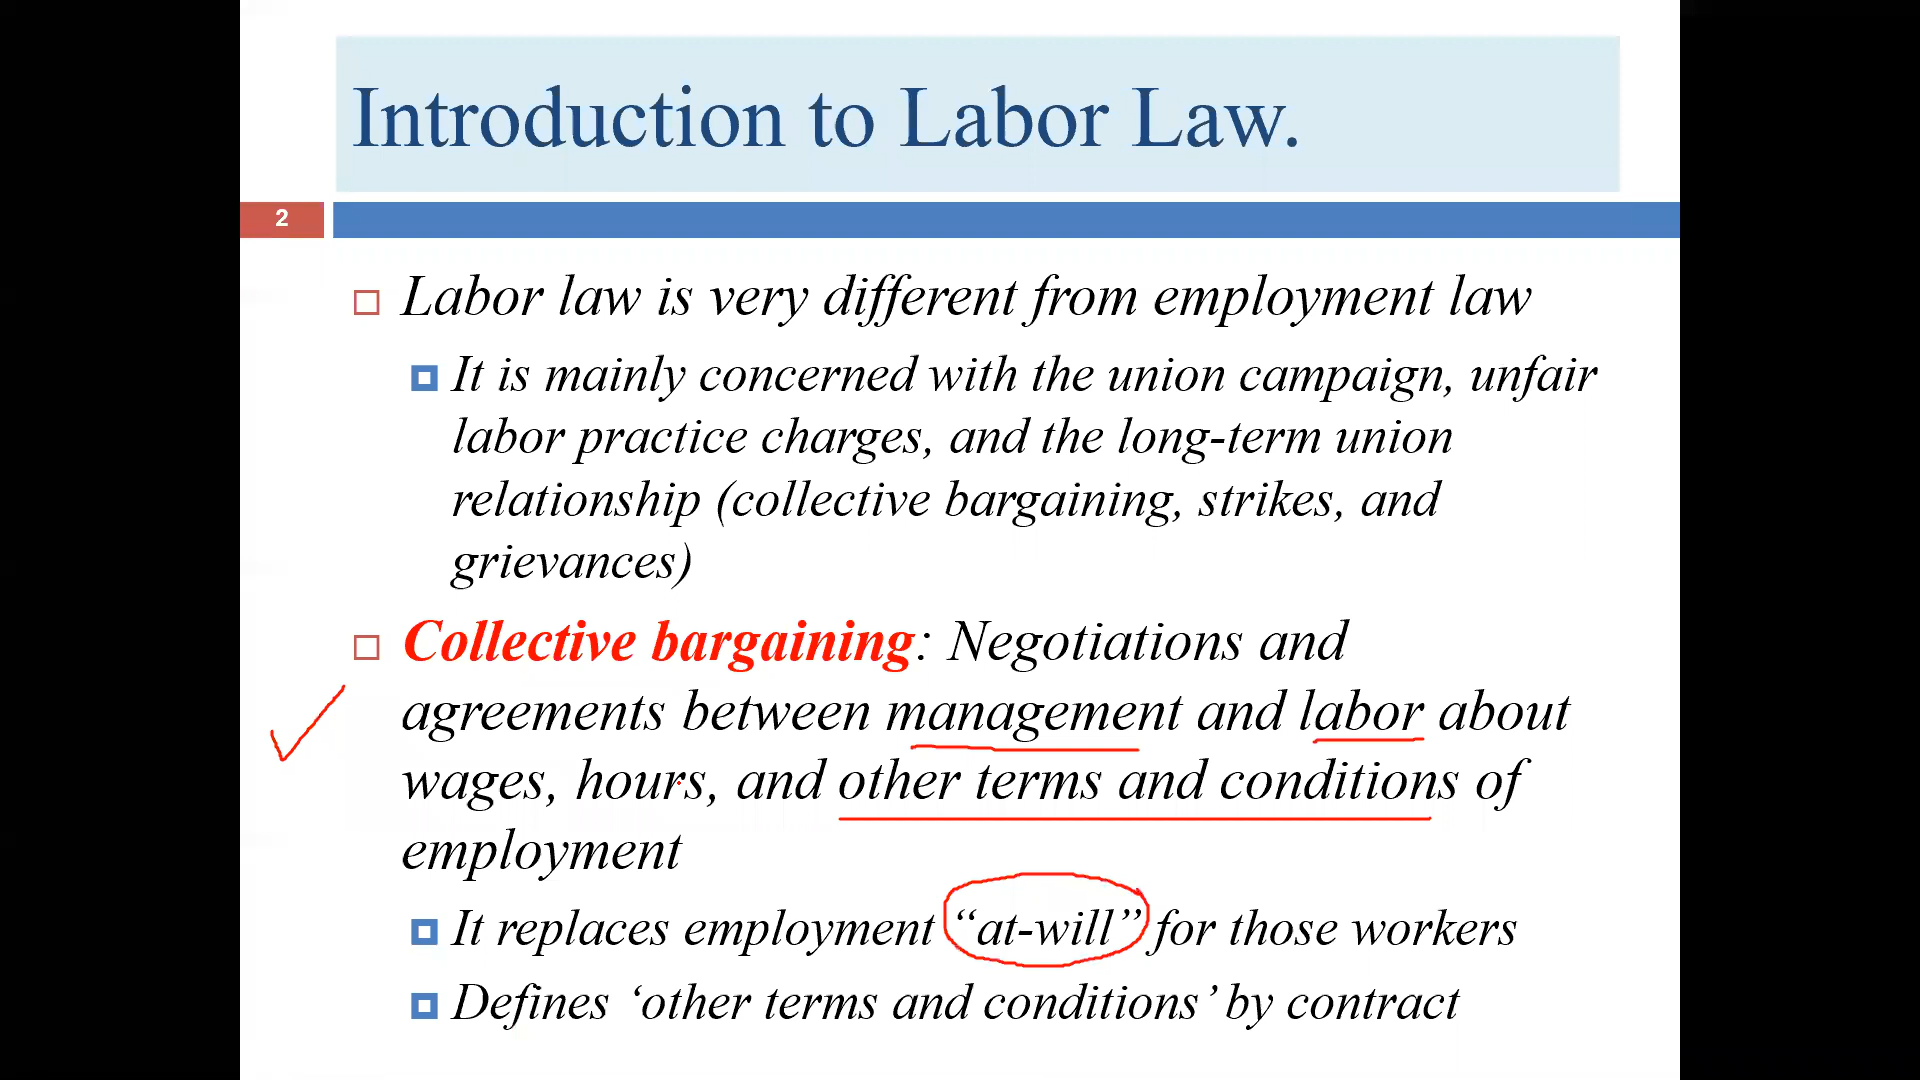 Introduction to Labor Law.
2
Labor law is very different from employment law
It is mainly concerned with the union campaign, unfair
labor practice charges, and the long-term union
relationship (collective bargaining, strikes, and
grievances)
Collective bargaining: Negotiations and
agreements between management and labor about
wages, hours, and other terms and conditions of
employment
It replaces employment “at-will” for those workers
Defines ‘other terms and conditions’ by contract